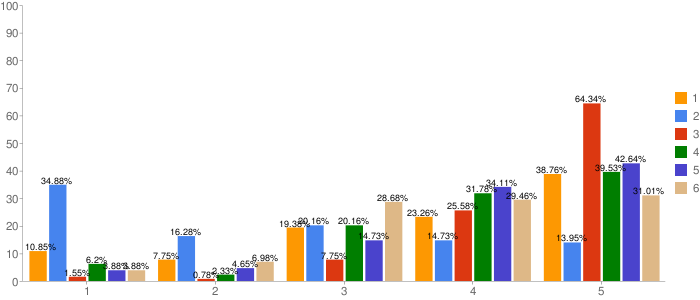 100
90
80
70
60
50
40
30
20
10
0
10.85% 34.88% 1.55% 6.2% 3.88% 3.88%
7.75% 16.28% 0.78% 2.33% 4.65% 6.98%
19.38% 20.16% 7.75% 20.16% 14.73% 28.68%
23.26% 14.73% 25.58% 31.78% 34.11% 29.46%
38.76% 13.95% 64.34% 39.53% 42.64% 31.01%
1 2 3 4 5
1
2
3
4
5
6